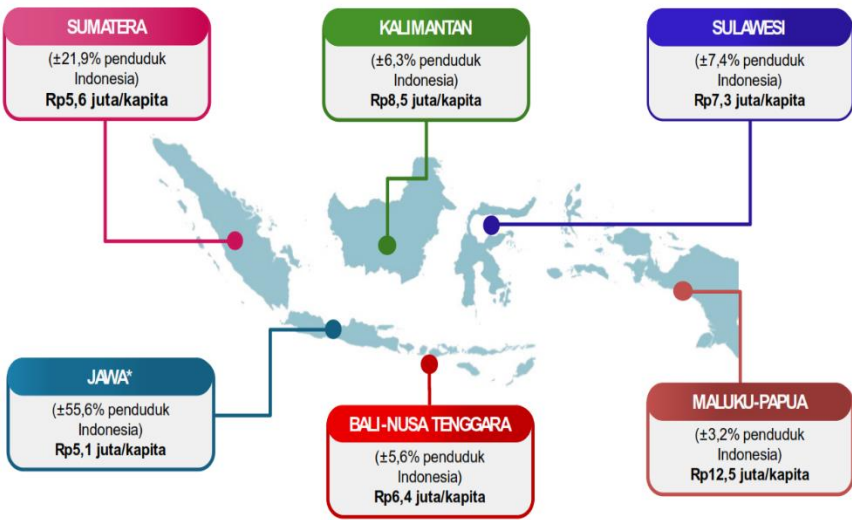 SUMATERA
(±21,9% penduduk
Indonesia)
Rp5,6 juta/kapita
KALIMANTAN
(±6,3% penduduk
Indonesia)
Rp8,5 juta/kapita
SULAWESI
(±7,4% penduduk
Indonesia)
Rp7,3 juta/kapita
JAWA*
(±55,6% penduduk
Indonesia)
Rp5,1 juta/kapita
BALI-NUSA TENGGARA
(±5,6% penduduk
Indonesia)
Rp6,4 juta/kapita
MALUKU-PAPUA
(±3,2% penduduk
Indonesia)
Rp12,5 juta/kapita